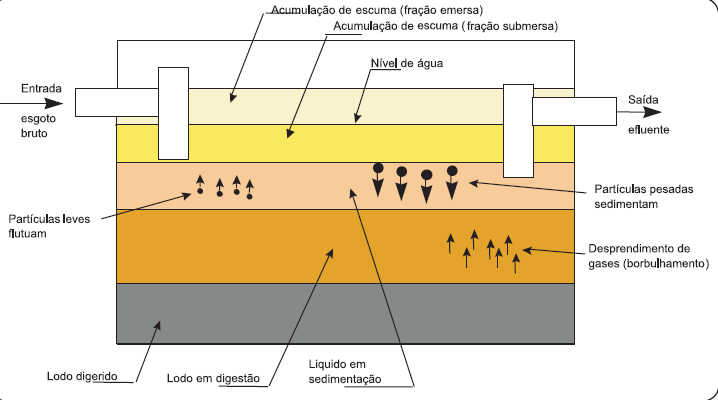 Acumulação de escuma (fração emersa)
Acumulação de escuma (fração submersa)
Nível de água
Entrada
esgoto
bruto
Saída
efluente
Partículas pesadas
sedimentam
Partículas leves
flutuam
Desprendimento de
gases (borbulhamento)
Lodo digerido
Lodo em digestão
Liquido em
sedimentação